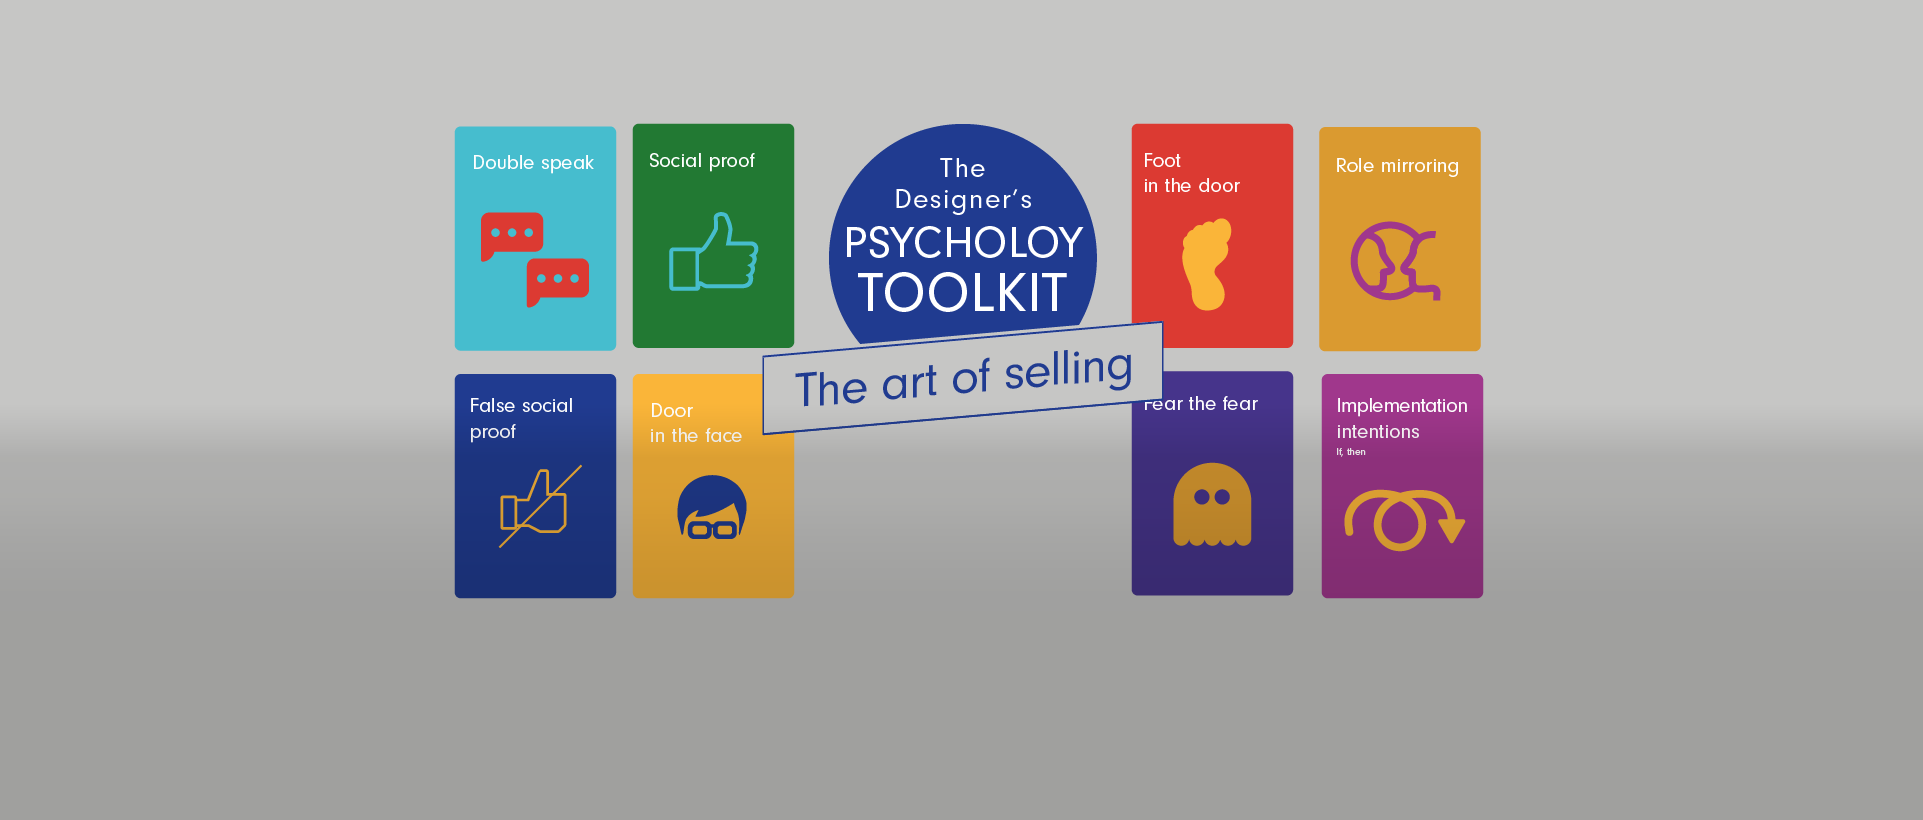 Double speak
Social proof
The
Designer's
PSYCHOLOY
TOOLKIT
The art of selling
Foot
in the door
Role mirroring
False social
proof
Door
in the face
Fear the fear
Implementation
intentions
If, then